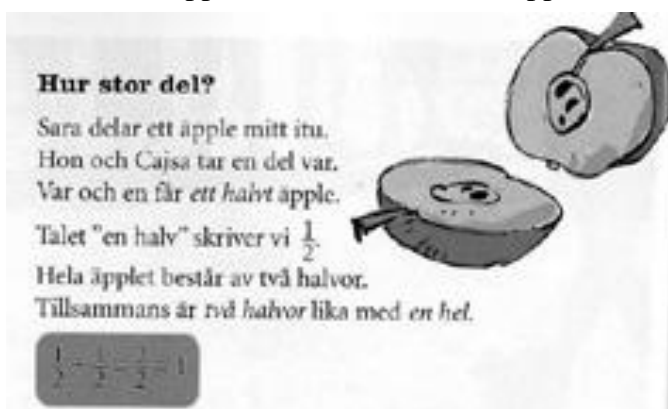 Hur stor del?
Sara delar ett äpple mitt itu.
Hon och Cajsa tar en del var.
Var och en får ett halvt äpple.
Talet "en halv" skriver vi 1/2.
Hela äpplet består av två halvor.
Tillsammans är två halvor lika med en hel.
1/2 + 1/2 = 2/2 = 1